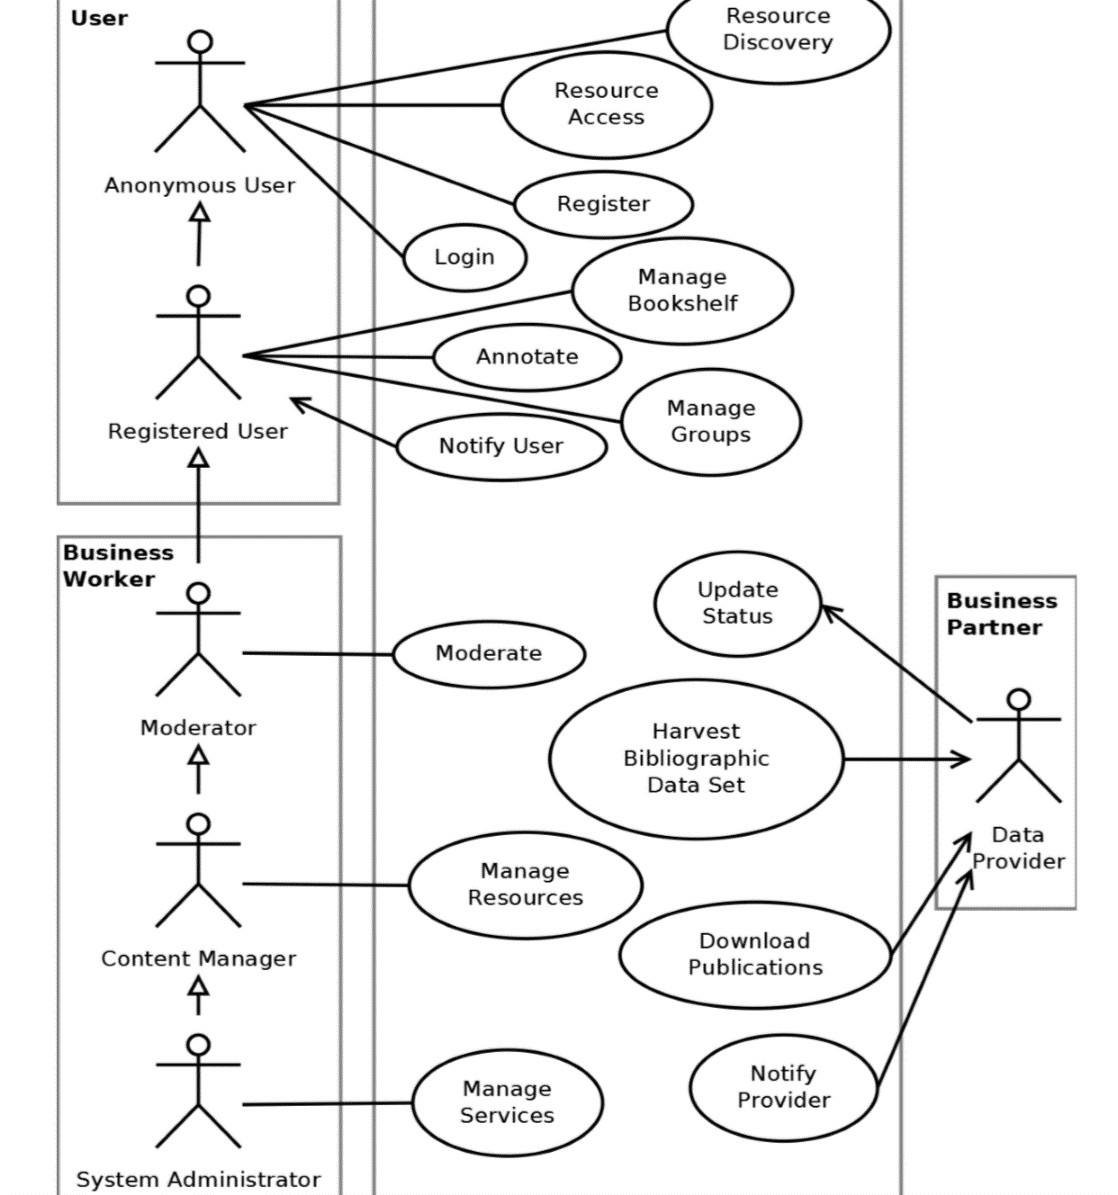 User
Resource
Discovery
Resource
Access
Anonymous User
Register
Login
Manage
Bookshelf
Annotate
Manage
Groups
Registered User
Notify User
Business
Worker
Update
Status
Business
Partner
Moderate
Moderator
Harvest
Bibliographic
Data Set
Data
Provider
Manage
Resources
Download
Publications
Content Manager
Notify
Provider
Manage
Services
System Administrator